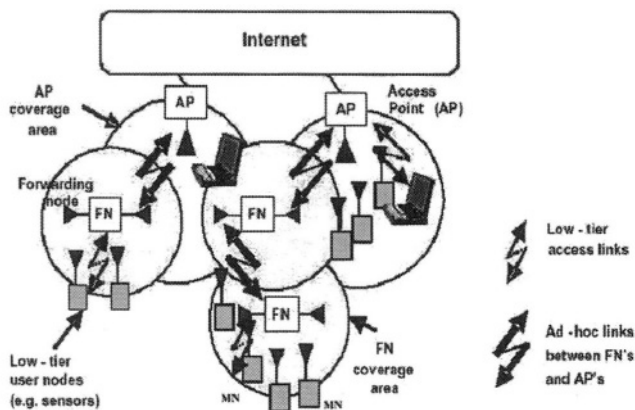 Internet
AP
coverage
area
AP
AP
Access
Point (AP)
Forwarding
mode
FN
FN
FN
Low - tier
access links
Low - tier
user nodes
(e.g. sensors)
MN
MN
FN
coverage
area
Ad -hoc links
between FN's
and AP's